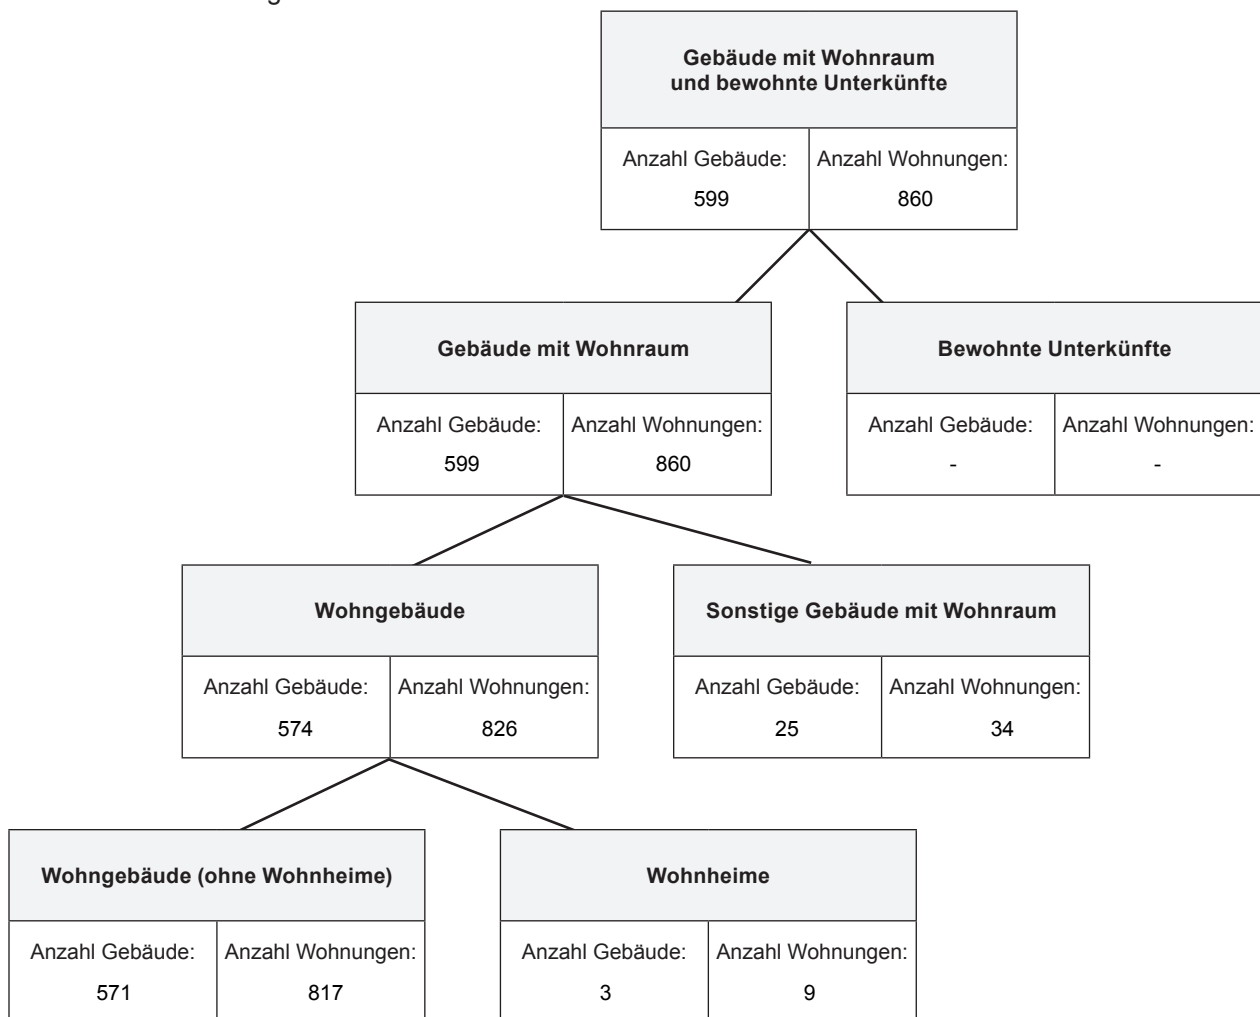 Gebäude mit Wohnraum
und bewohnte Unterkünfte
Anzahl Gebäude: Anzahl Wohnungen:
599 860
Gebäude mit Wohnraum
Bewohnte Unterkünfte
Anzahl Gebäude: Anzahl Wohnungen:
599 860
Anzahl Gebäude: Anzahl Wohnungen:
- -
Wohngebäude
Sonstige Gebäude mit Wohnraum
Anzahl Gebäude: Anzahl Wohnungen:
574 826
Anzahl Gebäude: Anzahl Wohnungen:
25 34
Wohngebäude (ohne Wohnheime)
Wohnheime
Anzahl Gebäude: Anzahl Wohnungen:
571 817
Anzahl Gebäude: Anzahl Wohnungen:
3 9